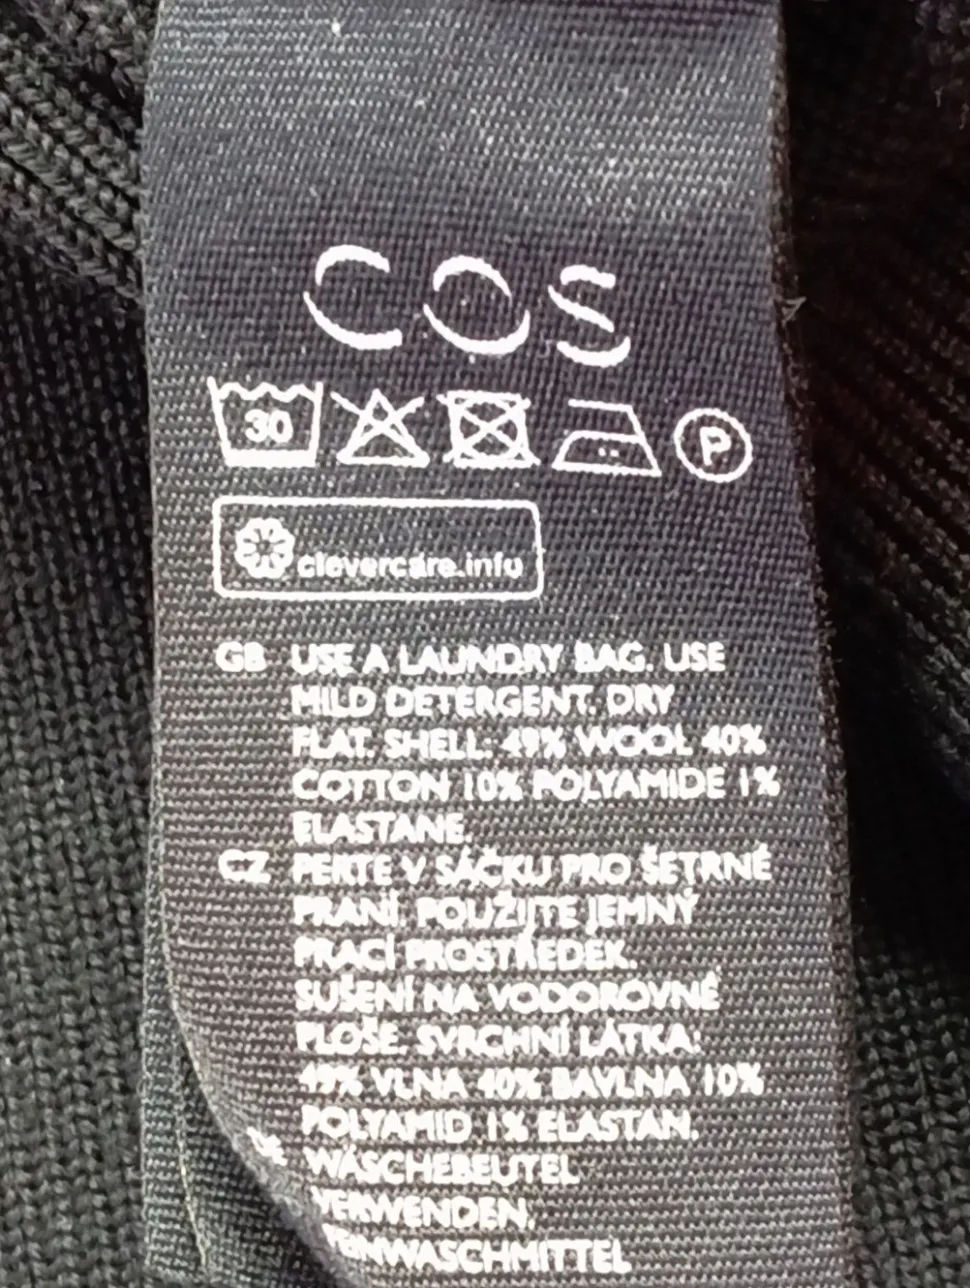 COS
30 P
clevercare.info
GB USE A LAUNDRY BAG. USE
MILD DETERGENT. DRY
FLAT. SHELL: 49% WOOL 40%
COTTON 10% POLYAMIDE 1%
ELASTANE.
CZ PERTE V SÁČKU PRO ŠETRNÉ
PRANÍ. POUŽIJTE JEMNÝ
PRACÍ PROSTŘEDEK.
SUŠENÍ NA VODOROVNÉ
PLOŠE. SVRCHNÍ LÁTKA:
49% VLNA 40% BAVLNA 10%
POLYAMID 1% ELASTAN.
WÄSCHEBEUTEL
VERWENDEN.